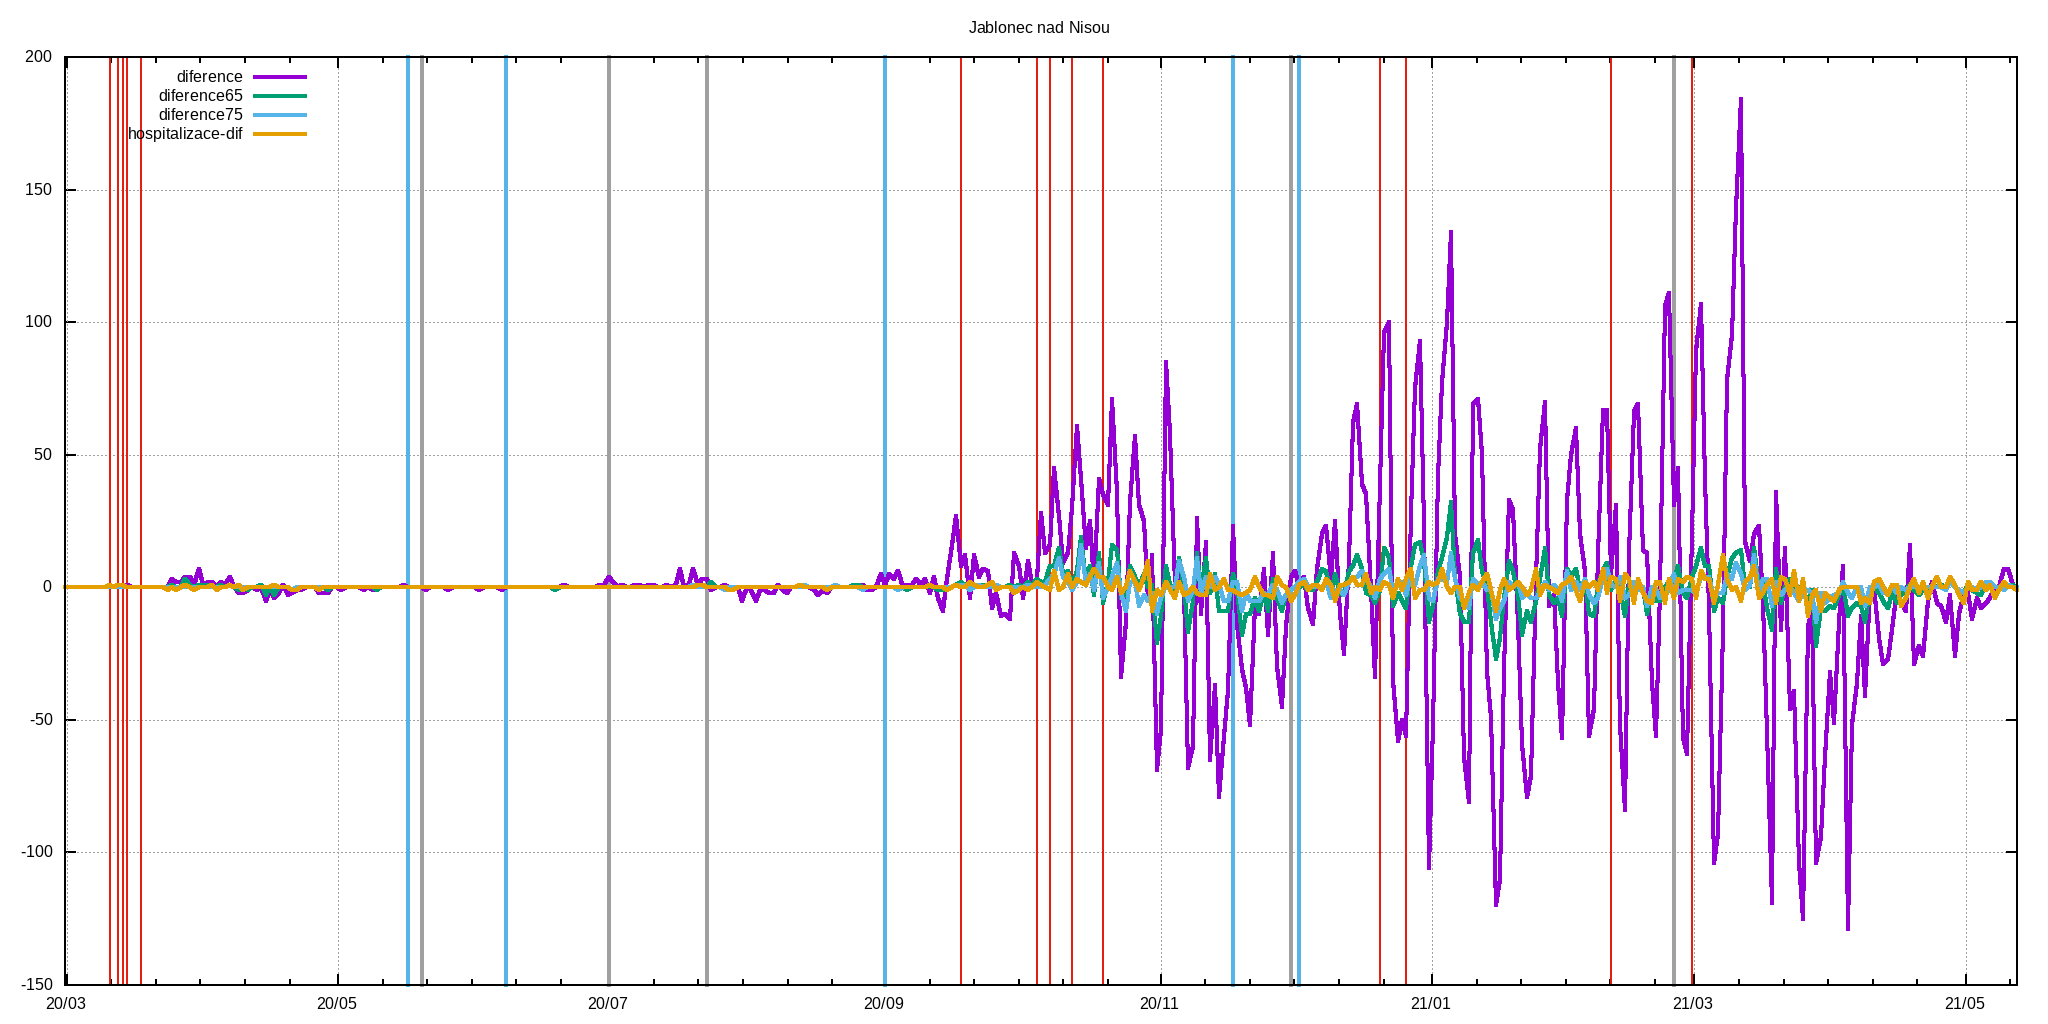 Jablonec nad Nisou
200
150
100
50
0
-50
-100
-150
diference
diference65
diference75
hospitalizace-dif
20/03 20/05 20/07 20/09 20/11 21/01 21/03 21/05